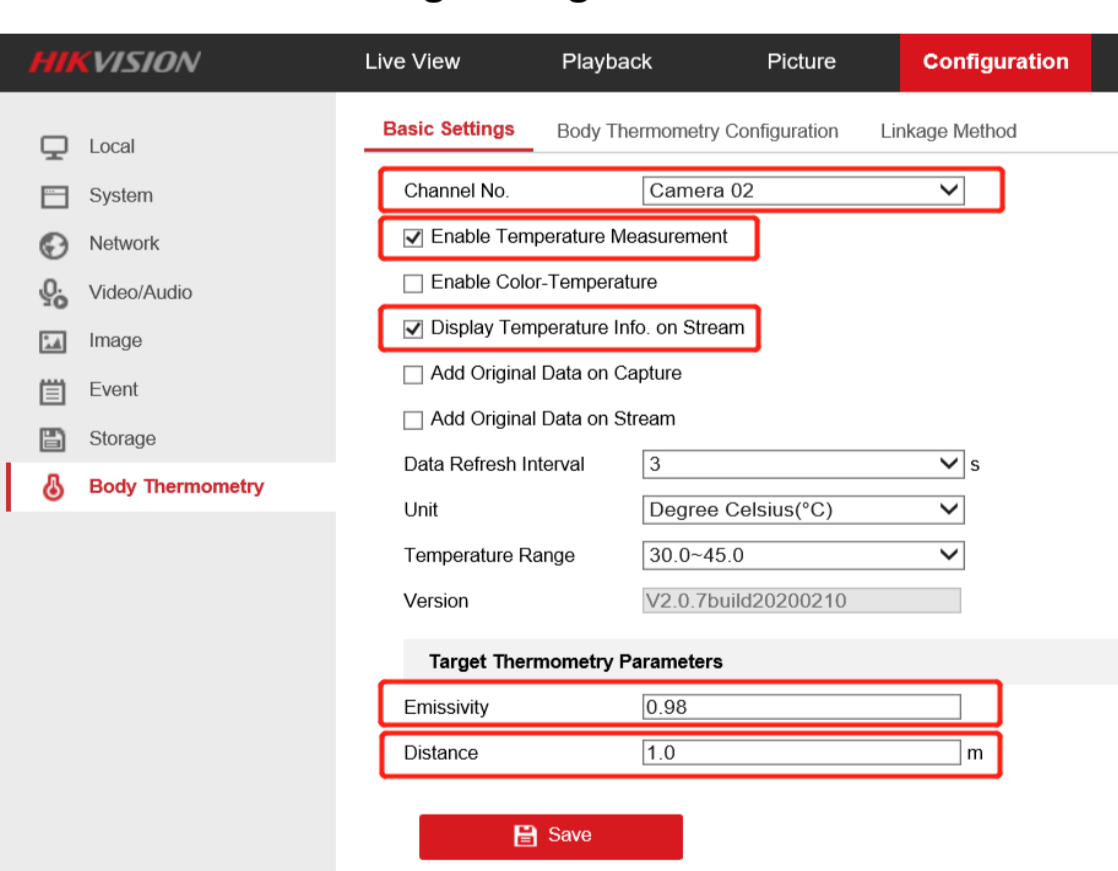 HIKVISION Live View Playback Picture Configuration
Basic Settings Body Thermometry Configuration Linkage Method
Local
System
Network
Video/Audio
Image
Event
Storage
Body Thermometry
Channel No. Camera 02
Enable Temperature Measurement
Enable Color-Temperature
Display Temperature Info. on Stream
Add Original Data on Capture
Add Original Data on Stream
Data Refresh Interval 3 s
Unit Degree Celsius(°C)
Temperature Range 30.0~45.0
Version V2.0.7build20200210
Target Thermometry Parameters
Emissivity 0.98
Distance 1.0 m
Save